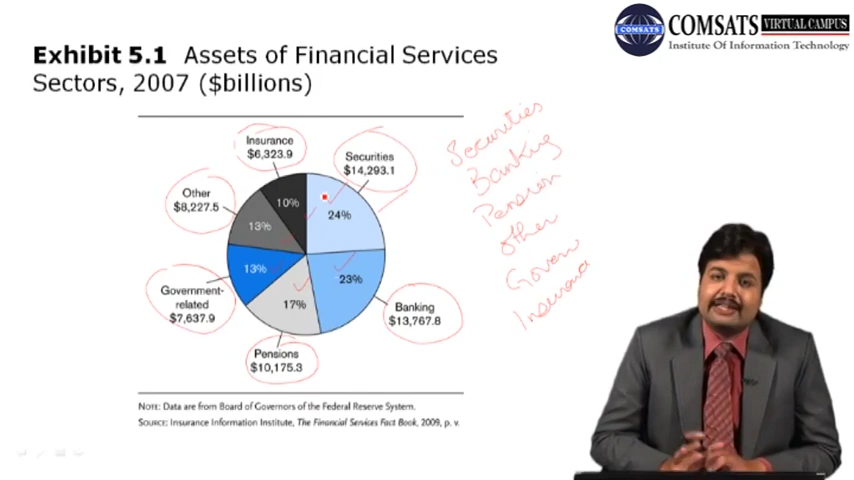 COMSATS
COMSATS VIRTUAL CAMPUS
Institute Of Information Technology
Exhibit 5.1 Assets of Financial Services
Sectors, 2007 ($billions)
Insurance
$6,323.9
Securities
$14,293.1
Other
$8,227.5
10%
24%
13%
13%
23%
17%
Government-
related
$7,637.9
Banking
$13,767.8
Pensions
$10,175.3
Securities
Banking
Pension
Other
Govern
Insurance
NOTE: Data are from Board of Governors of the Federal Reserve System.
SOURCE: Insurance Information Institute, The Financial Services Fact Book, 2009, p. v.